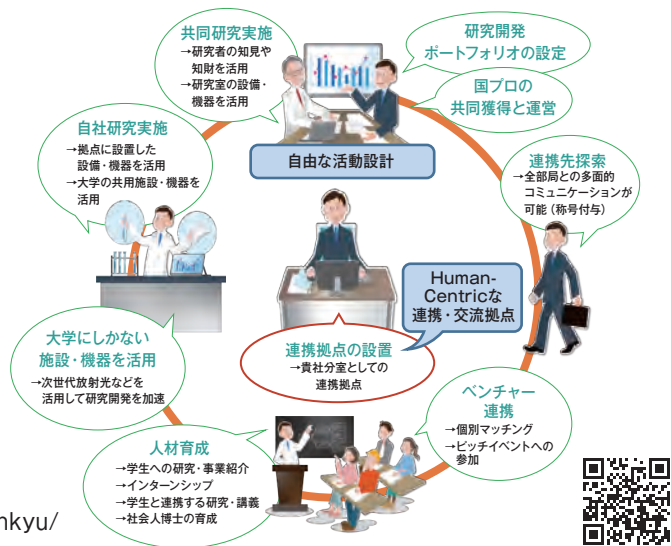 共同研究実施
→研究者の知見や
知財を活用
→研究室の設備・
機器を活用
研究開発
ポートフォリオの設定
国プロの
共同獲得と運営
自由な活動設計
自社研究実施
→拠点に設置した
設備・機器を活用
→大学の共用施設・機器を
活用
連携先探索
→全部局との多面的
コミュニケーションが
可能（称号付与）
Human-
Centricな
連携・交流拠点
連携拠点の設置
→貴社分室としての
連携拠点
大学にしかない
施設・機器を活用
→次世代放射光などを
活用して研究開発を加速
ベンチャー
連携
→個別マッチング
→ピッチイベントへの
参加
人材育成
→学生への研究・事業紹介
→インターンシップ
→学生と連携する研究・講義
→社会人博士の育成
nkyu/